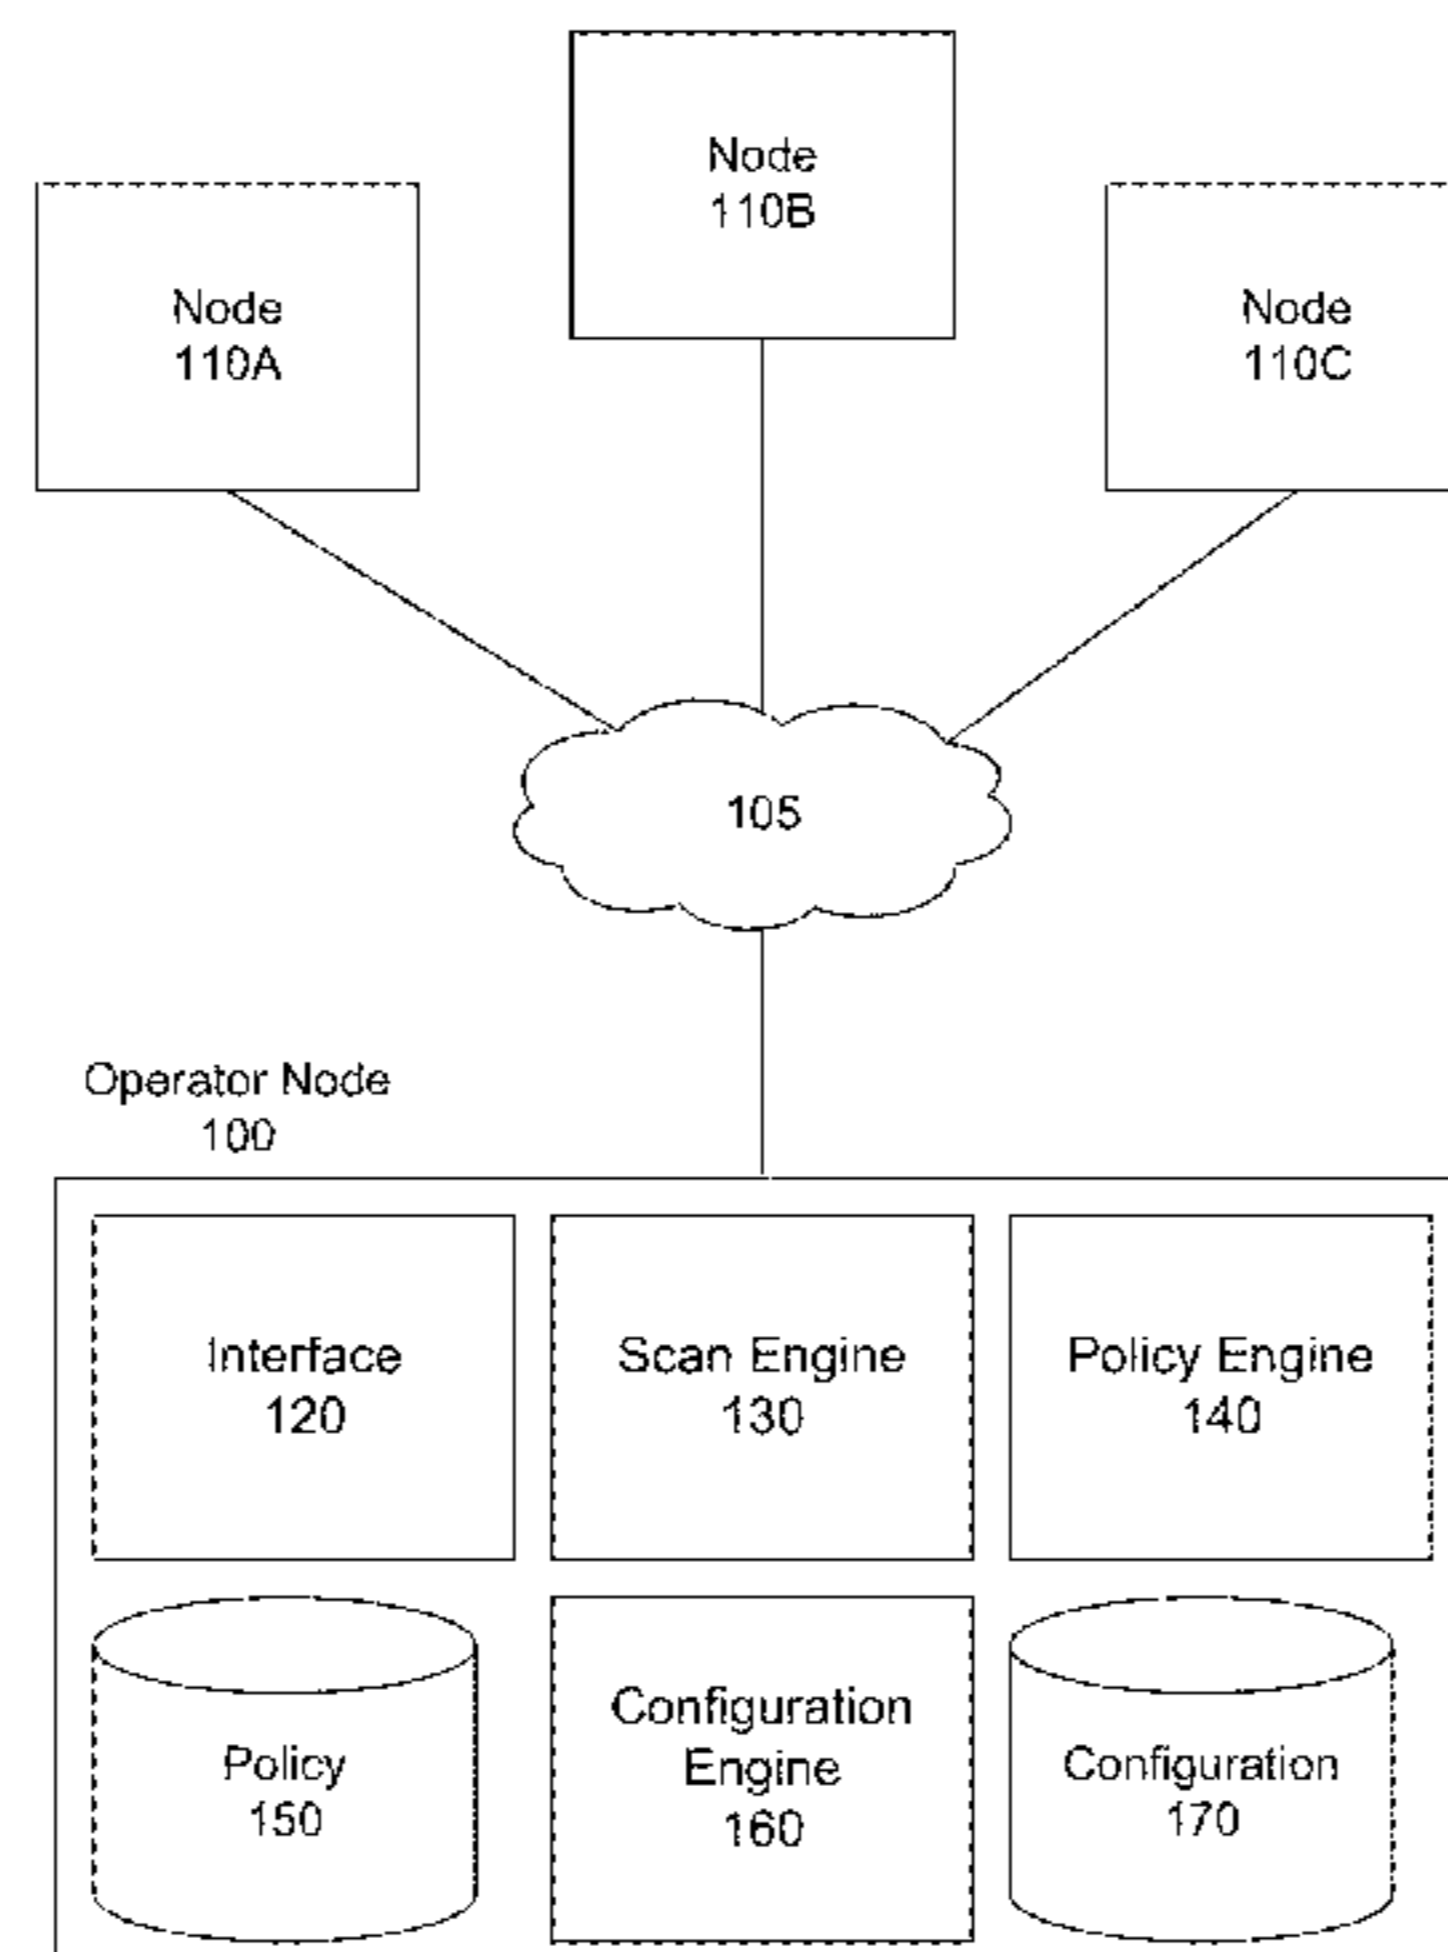 Node
110B
Node
110A
Node
110C
105
Operator Node
100
Interface
120
Scan Engine
130
Policy Engine
140
Policy
150
Configuration
Engine
160
Configuration
170